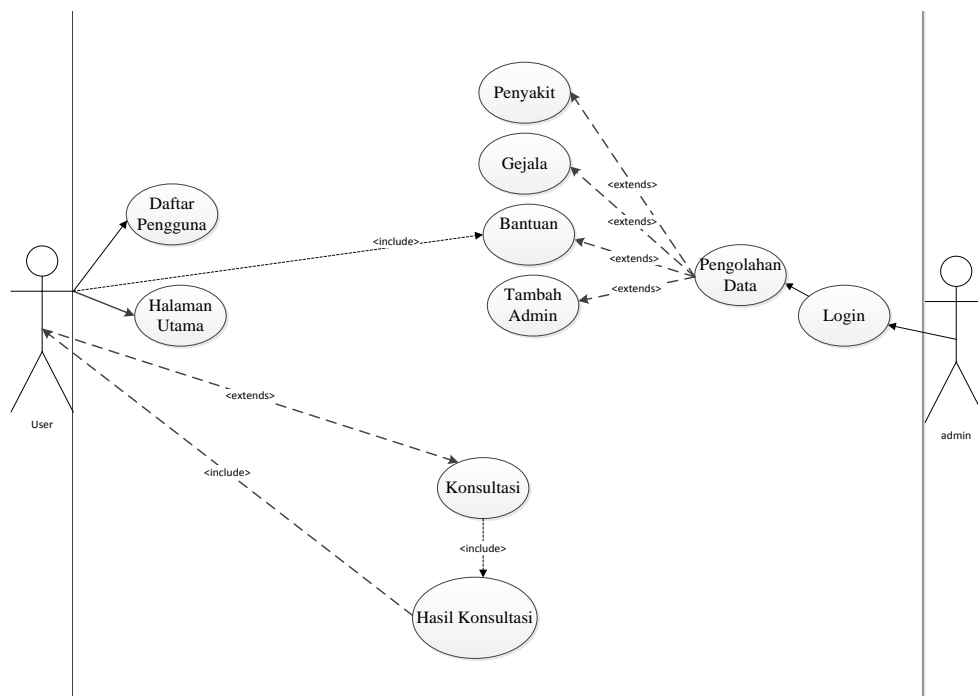 Penyakit
Gejala
<extends>
Daftar
Pengguna
<extends>
Bantuan
<include>
<extends>
Pengolahan
Data
<extends>
Tambah
Admin
Halaman
Utama
Login
<extends>
User
admin
<include>
Konsultasi
<include>
Hasil Konsultasi